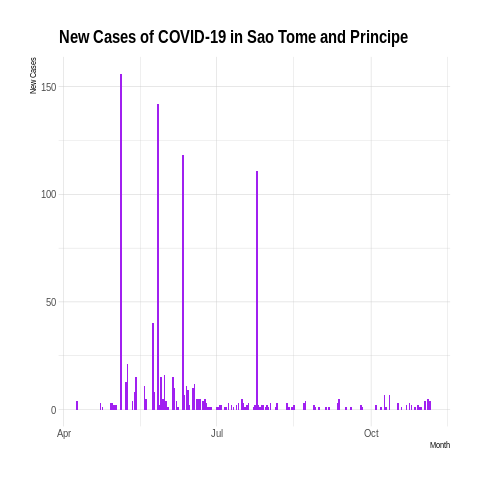 New Cases of COVID-19 in Sao Tome and Principe
New Cases
150
100
50
0
Apr
Jul
Oct
Month